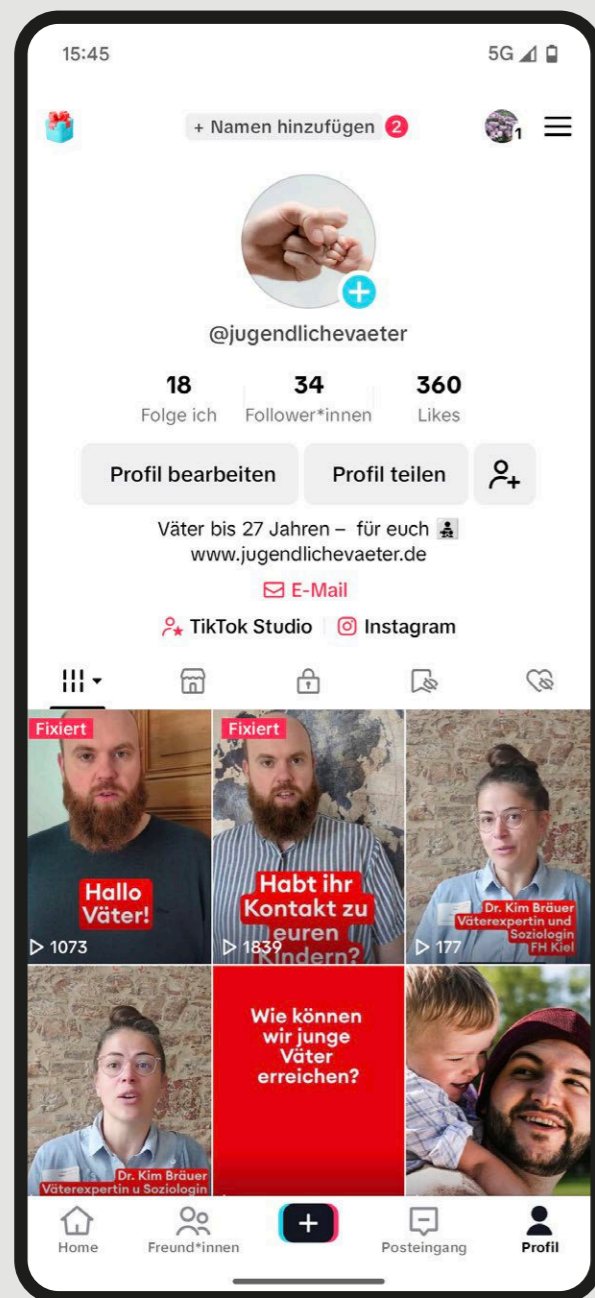 15:45
5G
+ Namen hinzufügen 2
1
@jugendlichevaeter
18
Folge ich
34
Follower*innen
360
Likes
Profil bearbeiten
Profil teilen
Väter bis 27 Jahren – für euch
www.jugendlichevaeter.de
E-Mail
TikTok Studio
Instagram
Fixiert
Hallo
Väter!
1073
Fixiert
Habt ihr
Kontakt zu
euren
Kindern?
1839
Dr. Kim Bräuer
Väterexpertin und
Soziologin
FH Kiel
177
Dr. Kim Bräuer
Väterexpertin u Soziologin
Wie können
wir junge
Väter
erreichen?
Home
Freund*innen
Posteingang
Profil